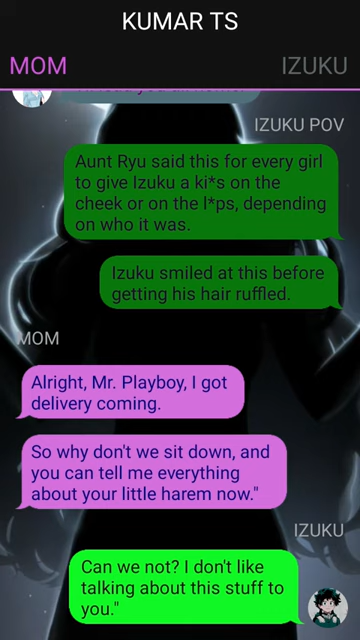 KUMAR TS
MOM
IZUKU
IZUKU POV
Aunt Ryu said this for every girl
to give Izuku a ki*s on the
cheek or on the l*ps, depending
on who it was.
Izuku smiled at this before
getting his hair ruffled.
MOM
Alright, Mr. Playboy, I got
delivery coming.
So why don't we sit down, and
you can tell me everything
about your little harem now."
IZUKU
Can we not? I don't like
talking about this stuff to
you."